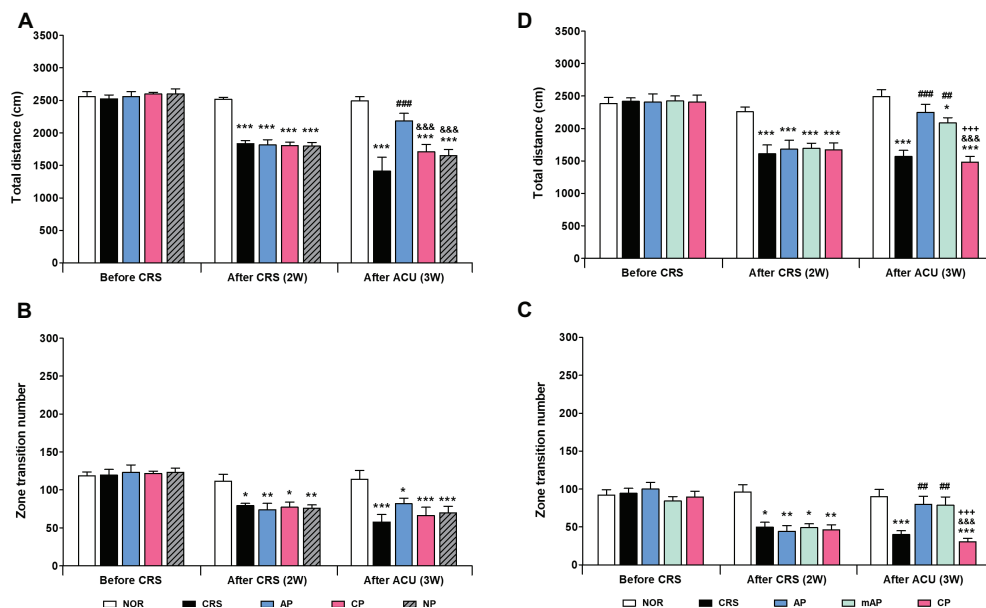 A
Total distance (cm)
3500
3000
2500
2000
1500
1000
500
0
*** *** *** ***
***
###
&&&
***
&&&
***
Before CRS
After CRS (2W)
After ACU (3W)
D
Total distance (cm)
3500
3000
2500
2000
1500
1000
500
0
*** *** *** ***
***
###
##
*
+++
&&&
***
Before CRS
After CRS (2W)
After ACU (3W)
B
Zone transition number
300
250
200
150
100
50
0
* ** * **
***
*
*** ***
Before CRS
After CRS (2W)
After ACU (3W)
NOR
CRS
AP
CP
NP
C
Zone transition number
300
250
200
150
100
50
0
* ** * **
***
##
##
+++
&&&
***
Before CRS
After CRS (2W)
After ACU (3W)
NOR
CRS
AP
mAP
CP